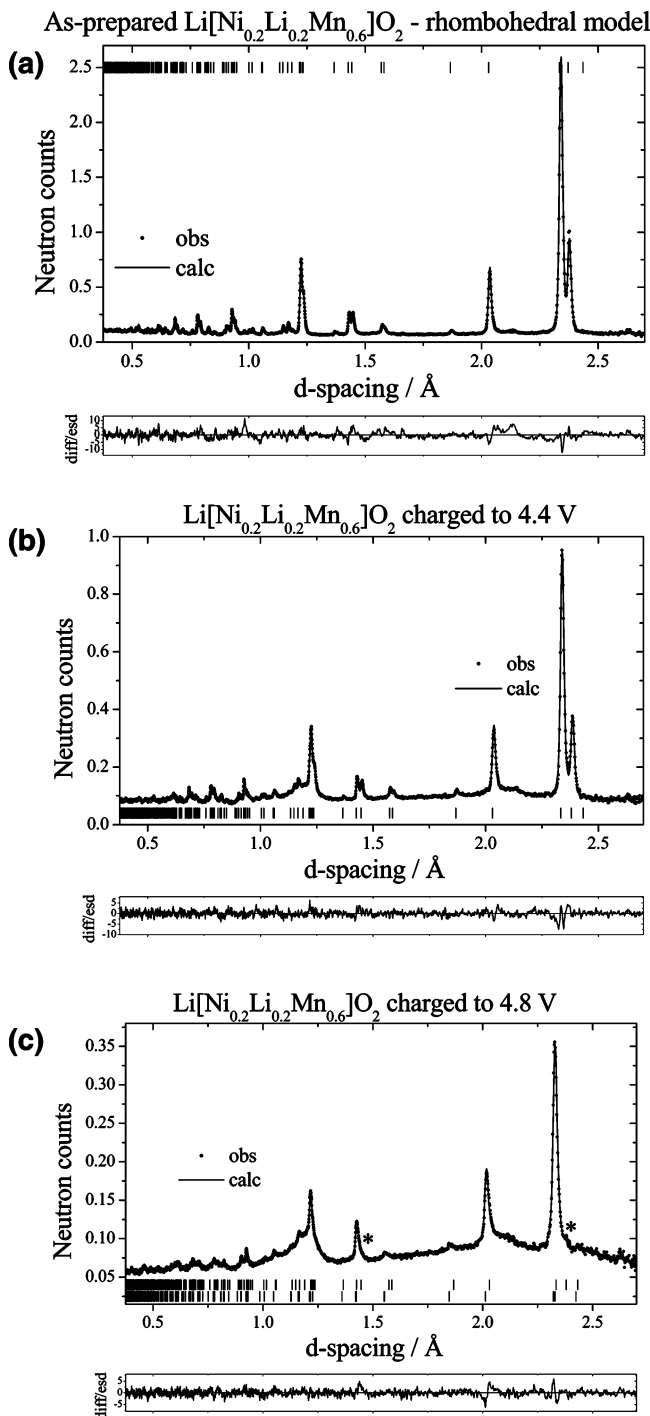 As-prepared Li[Ni0.2Li0.2Mn0.6]O2 - rhombohedral model
(a)
2.5
2.0
1.5
1.0
0.5
0.0
Neutron counts
obs
calc
0.5 1.0 1.5 2.0 2.5
d-spacing / Å
diff/esd
10
5
0
-5
-10
Li[Ni0.2Li0.2Mn0.6]O2 charged to 4.4 V
(b)
1.0
0.8
0.6
0.4
0.2
0.0
Neutron counts
obs
calc
0.5 1.0 1.5 2.0 2.5
d-spacing / Å
diff/esd
5
0
-5
-10
Li[Ni0.2Li0.2Mn0.6]O2 charged to 4.8 V
(c)
0.35
0.30
0.25
0.20
0.15
0.10
0.05
Neutron counts
obs
calc
*
*
0.5 1.0 1.5 2.0 2.5
d-spacing / Å
diff/esd
5
0
-5